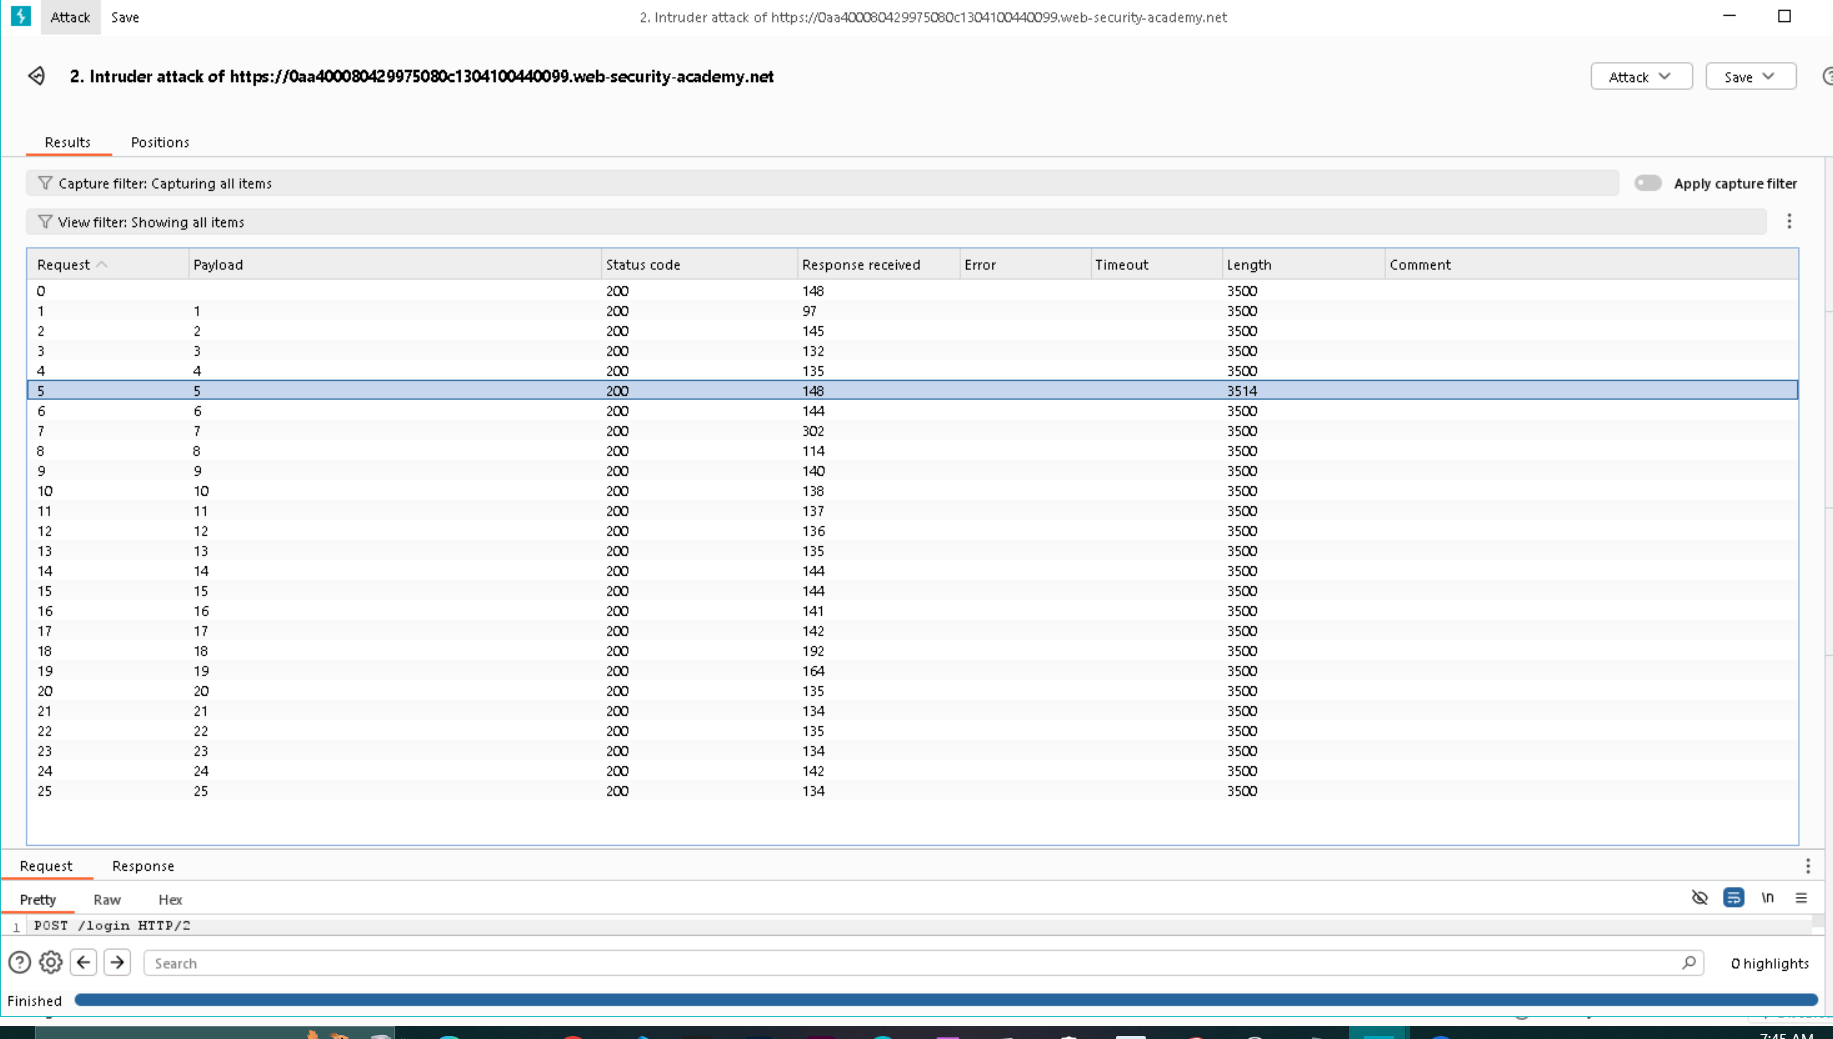 Attack Save 2. Intruder attack of https://0aa400080429975080c1304100440099.web-security-academy.net
2. Intruder attack of https://0aa400080429975080c1304100440099.web-security-academy.net Attack Save
Results Positions
Capture filter: Capturing all items Apply capture filter
View filter: Showing all items
Request Payload Status code Response received Error Timeout Length Comment
0 200 148 3500
1 1 200 97 3500
2 2 200 145 3500
3 3 200 132 3500
4 4 200 135 3500
5 5 200 148 3514
6 6 200 144 3500
7 7 200 302 3500
8 8 200 114 3500
9 9 200 140 3500
10 10 200 138 3500
11 11 200 137 3500
12 12 200 136 3500
13 13 200 135 3500
14 14 200 144 3500
15 15 200 144 3500
16 16 200 141 3500
17 17 200 142 3500
18 18 200 192 3500
19 19 200 164 3500
20 20 200 135 3500
21 21 200 134 3500
22 22 200 135 3500
23 23 200 134 3500
24 24 200 142 3500
25 25 200 134 3500
Request Response
Pretty Raw Hex \n
1 POST /login HTTP/2
Search 0 highlights
Finished
7:45 AM